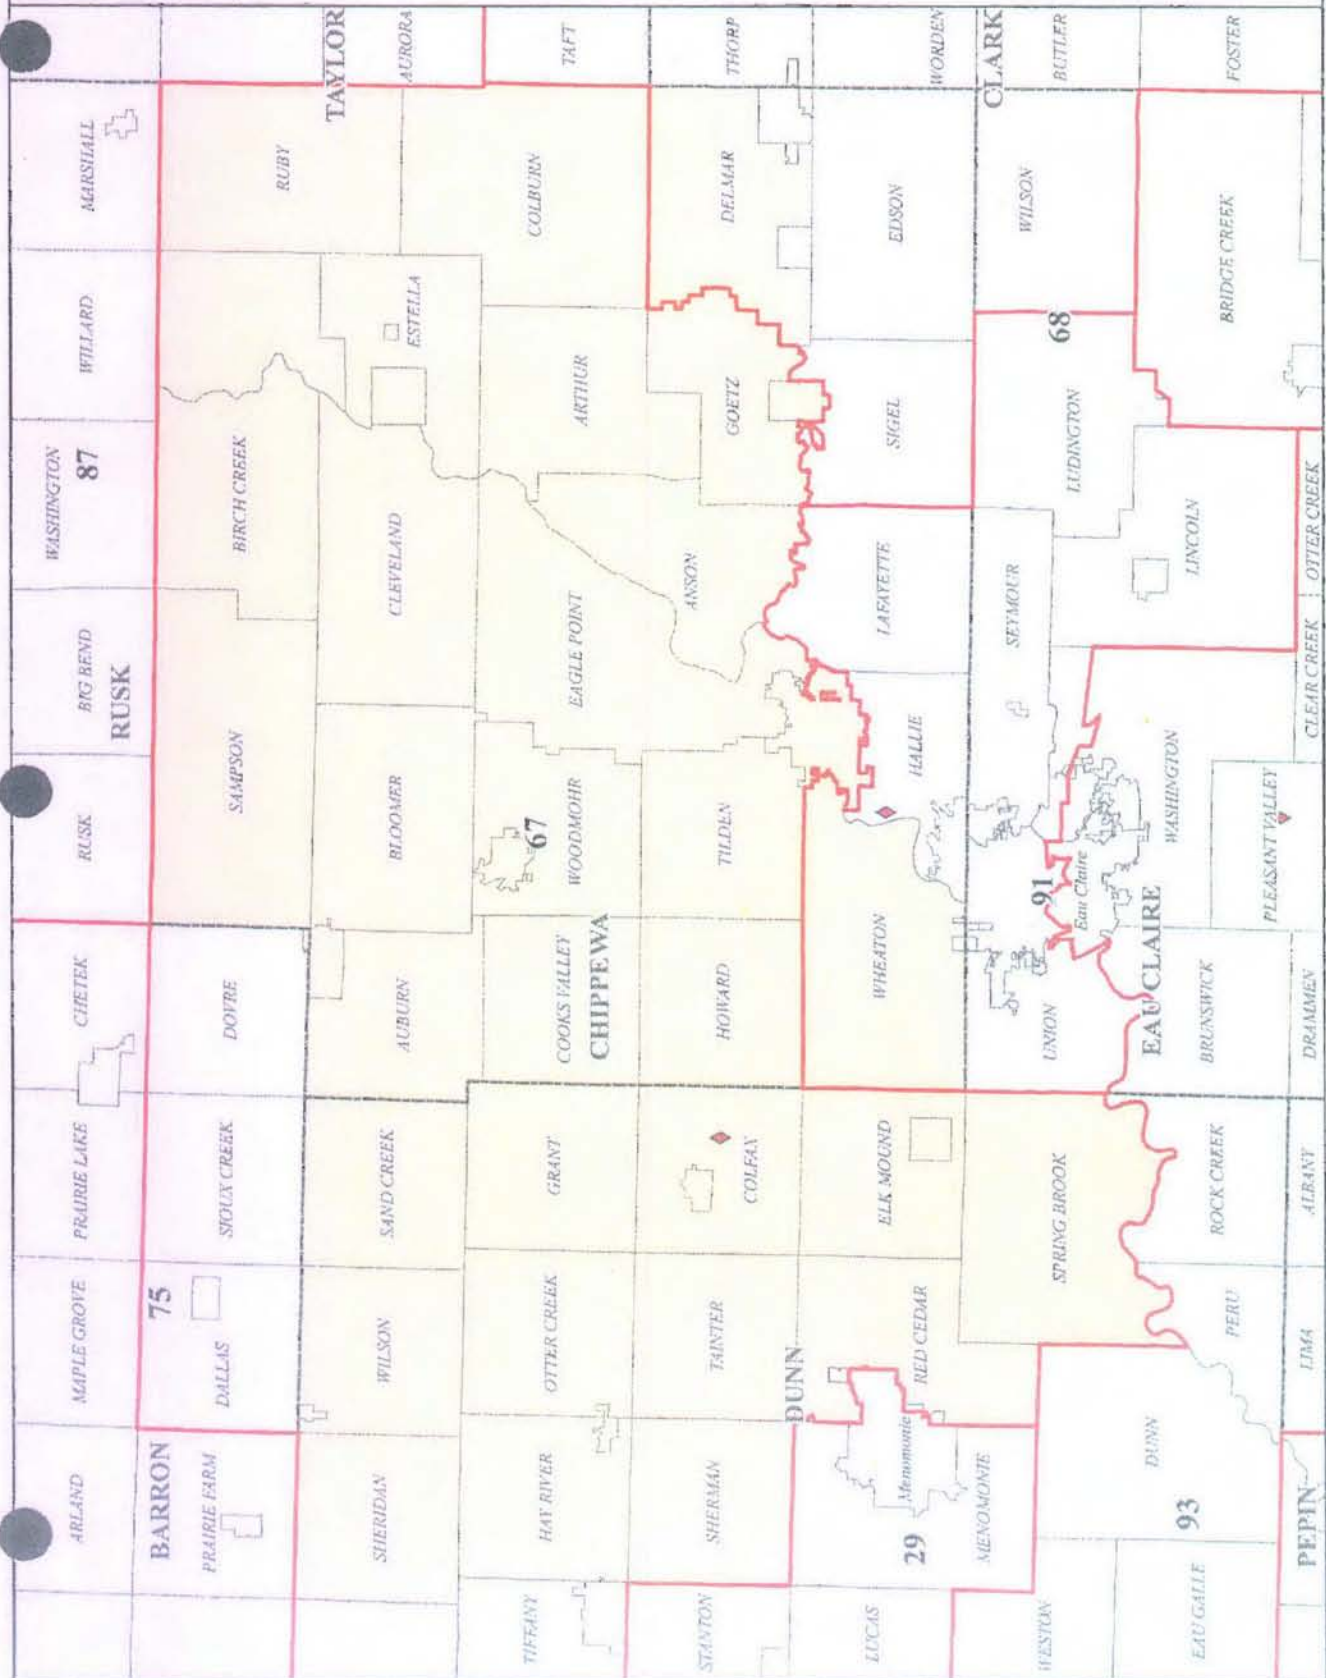 ARLAND
MAPLE GROVE
PRAIRIE LAKE
CHETEK
RUSK
BIG BEND
WASHINGTON
WILLARD
MARSHALL
RUSK
87
BARRON
75
PRAIRIE FARM
DALLAS
SIOUX CREEK
DOVRE
SAMPSON
BIRCH CREEK
RUBY
TAYLOR
SHERIDAN
WILSON
SAND CREEK
AUBURN
BLOOMER
CLEVELAND
ESTELLA
AURORA
TIFFANY
HAY RIVER
OTTER CREEK
GRANT
COOKS VALLEY
CHIPPEWA
67
WOODMOHR
EAGLE POINT
ARTHUR
COLBURN
TAFT
STANTON
SHERMAN
TAINTER
COLFAX
HOWARD
TILDEN
ANSON
GOETZ
DELMAR
THORP
DUNN
LUCAS
29
Menomonie
MENOMONIE
RED CEDAR
ELK MOUND
WHEATON
HALLIE
LAFAYETTE
SIGEL
EDSON
WORDEN
CLARK
WESTON
SPRING BROOK
UNION
91
Eau Claire
SEYMOUR
LUDINGTON
68
WILSON
BUTLER
EAU GALLE
93
DUNN
PERU
ROCK CREEK
BRUNSWICK
EAU CLAIRE
WASHINGTON
LINCOLN
BRIDGE CREEK
FOSTER
PLEASANT VALLEY
PEPIN
LIMA
ALBANY
DRAMMEN
CLEAR CREEK
OTTER CREEK